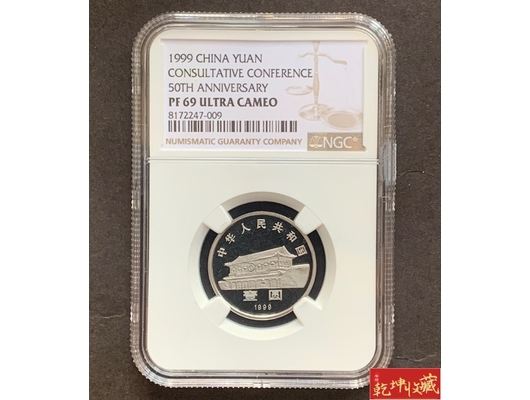 1999 CHINA YUAN
CONSULTATIVE CONFERENCE
50TH ANNIVERSARY
PF 69 ULTRA CAMEO
8172247-009
NUMISMATIC GUARANTY COMPANY
NGC
中华人民共和国
壹圆
1999
乾坤收藏